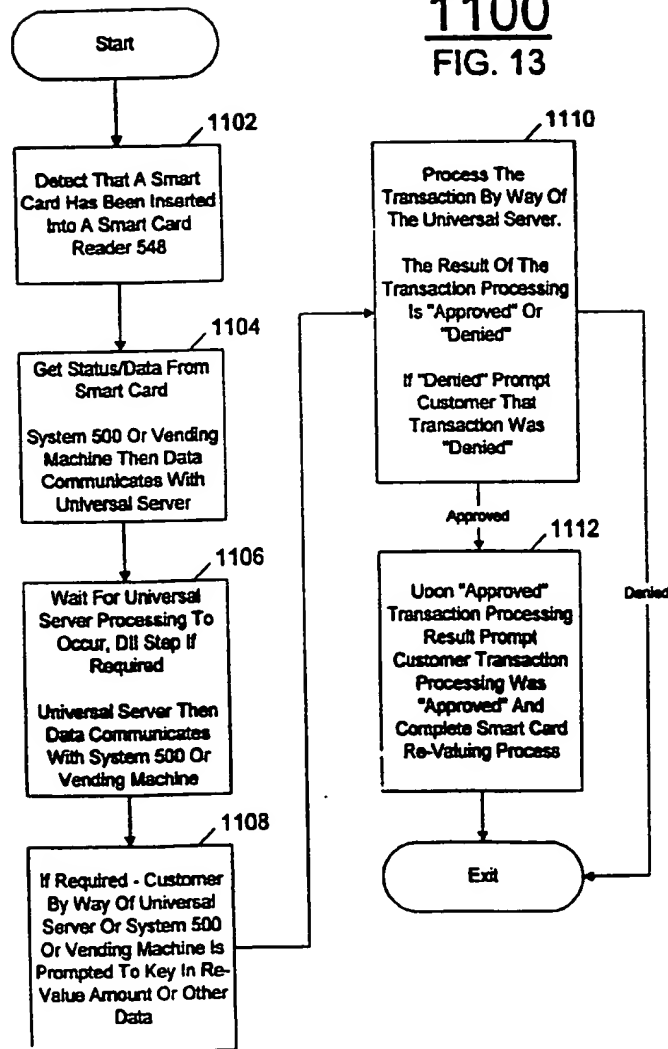 1100
FIG. 13
Start
1102
Detect That A Smart
Card Has Been Inserted
Into A Smart Card
Reader 548
1104
Get Status/Data From
Smart Card
System 500 Or Vending
Machine Then Data
Communicates With
Universal Server
1106
Wait For Universal
Server Processing To
Occur, DII Step If
Required
Universal Server Then
Data Communicates
With System 500 Or
Vending Machine
1108
If Required - Customer
By Way Of Universal
Server Or System 500
Or Vending Machine Is
Prompted To Key In Re-
Value Amount Or Other
Data
1110
Process The
Transaction By Way Of
The Universal Server.
The Result Of The
Transaction Processing
Is "Approved" Or
"Denied"
If "Denied" Prompt
Customer That
Transaction Was
"Denied"
Approved
1112
Upon "Approved"
Transaction Processing
Result Prompt
Customer Transaction
Processing Was
"Approved" And
Complete Smart Card
Re-Valuing Process
Denied
Exit